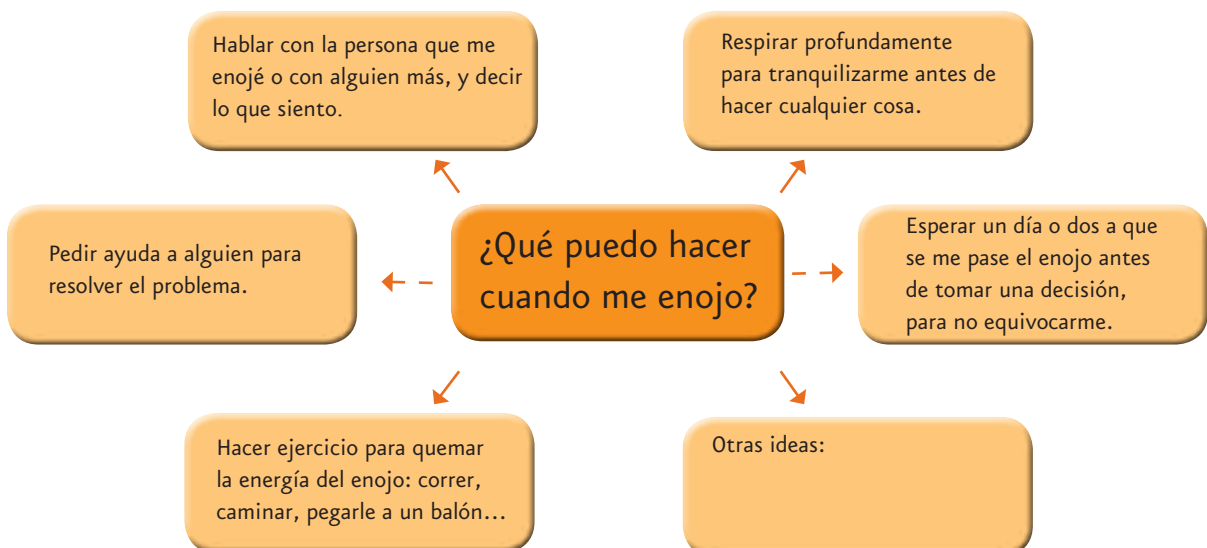 Hablar con la persona que me
enojé o con alguien más, y decir
lo que siento.
Respirar profundamente
para tranquilizarme antes de
hacer cualquier cosa.
Pedir ayuda a alguien para
resolver el problema.
¿Qué puedo hacer
cuando me enojo?
Esperar un día o dos a que
se me pase el enojo antes
de tomar una decisión,
para no equivocarme.
Hacer ejercicio para quemar
la energía del enojo: correr,
caminar, pegarle a un balón...
Otras ideas: